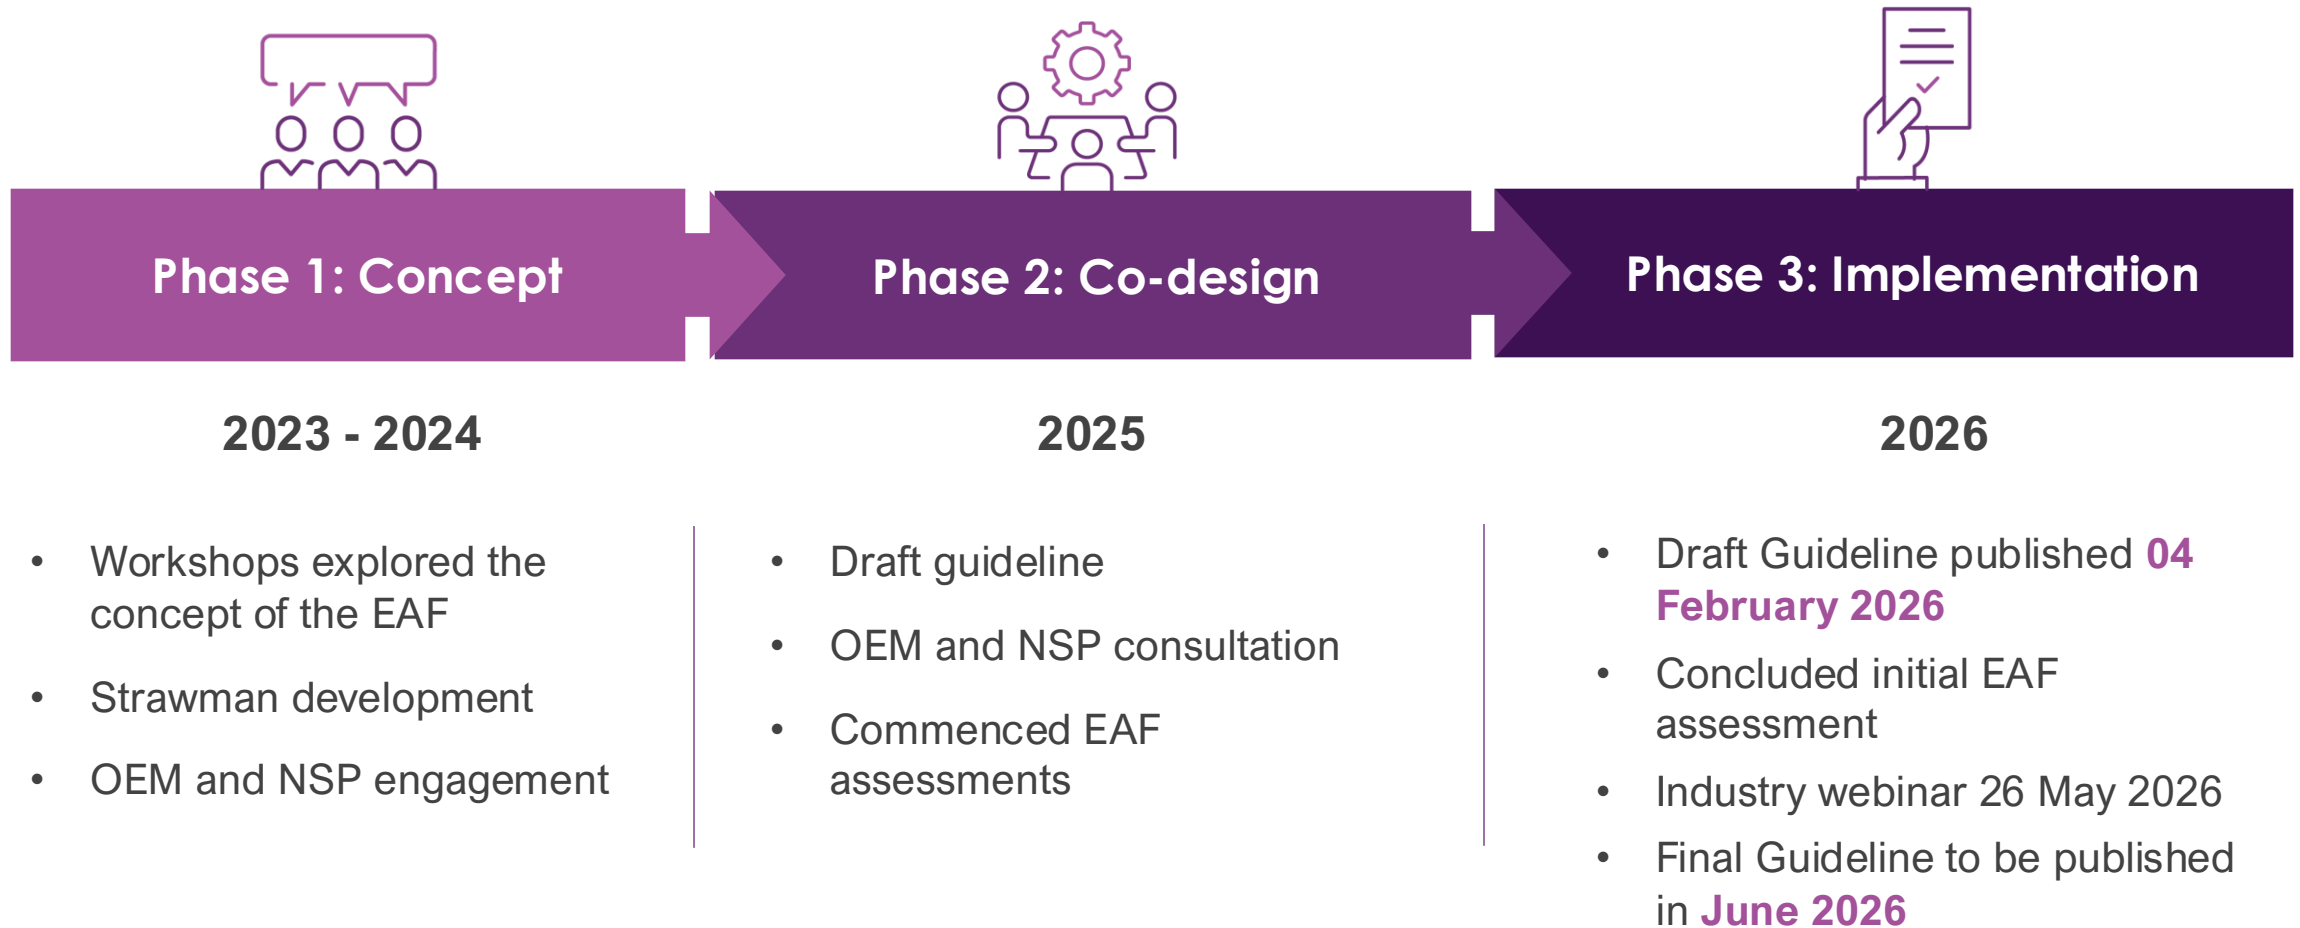 Phase 1: Concept
Phase 2: Co-design
Phase 3: Implementation
2023 - 2024
2025
2026
• Workshops explored the
concept of the EAF
• Strawman development
• OEM and NSP engagement
• Draft guideline
• OEM and NSP consultation
• Commenced EAF
assessments
• Draft Guideline published 04
February 2026
• Concluded initial EAF
assessment
• Industry webinar 26 May 2026
• Final Guideline to be published
in June 2026